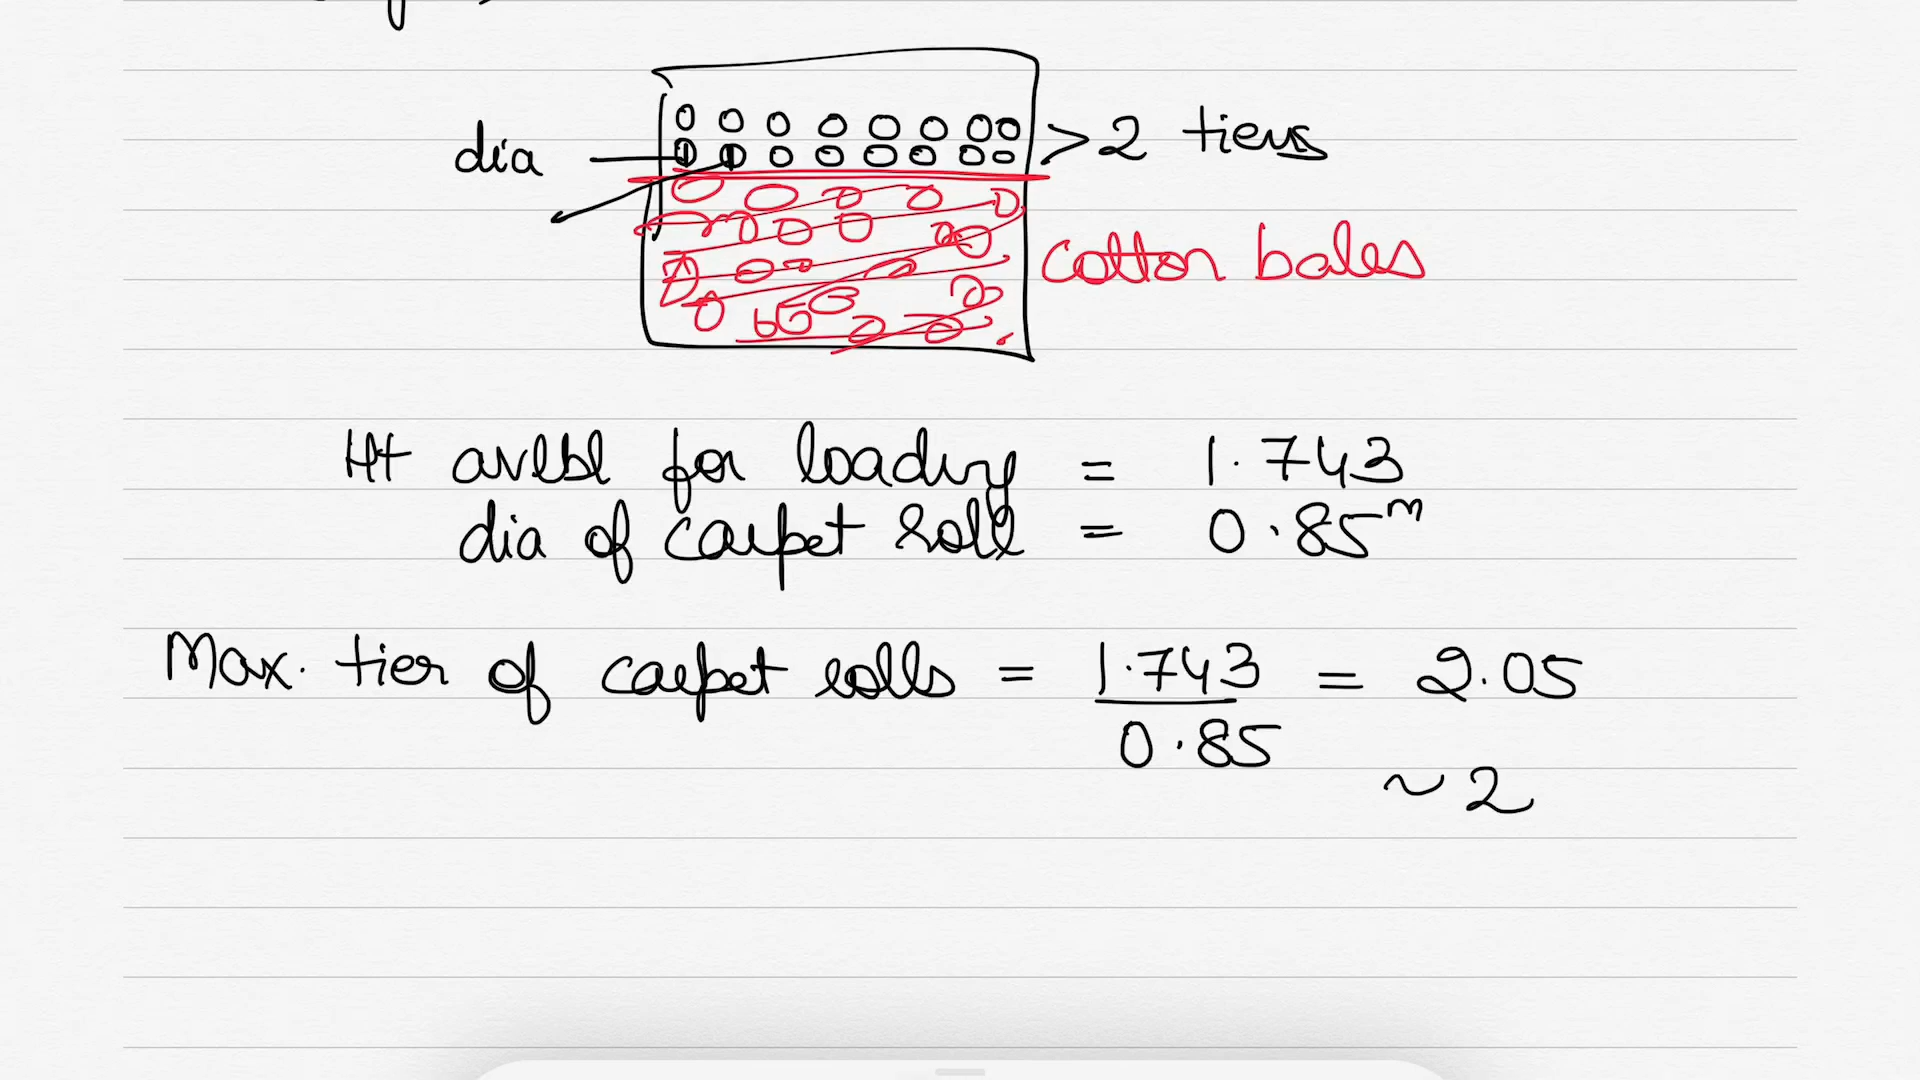 dia > 2 tiers
cotton bales
Ht avlbl for loading = 1.743
dia of carpet roll = 0.85 m
Max. tier of carpet rolls = 1.743 / 0.85 = 2.05
~ 2